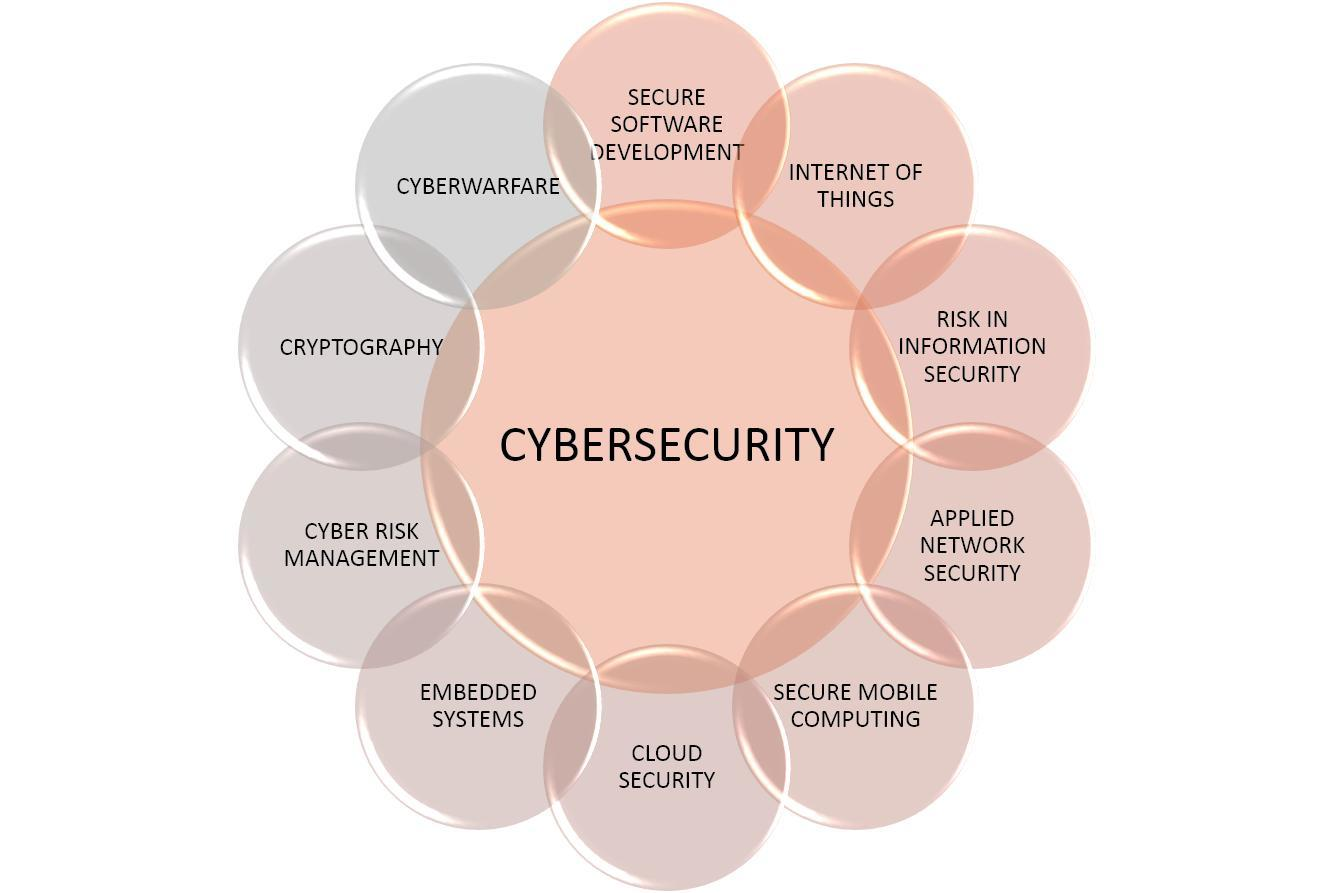 SECURE
SOFTWARE
DEVELOPMENT
INTERNET OF
THINGS
RISK IN
INFORMATION
SECURITY
APPLIED
NETWORK
SECURITY
SECURE MOBILE
COMPUTING
CLOUD
SECURITY
EMBEDDED
SYSTEMS
CYBER RISK
MANAGEMENT
CRYPTOGRAPHY
CYBERWARFARE
CYBERSECURITY